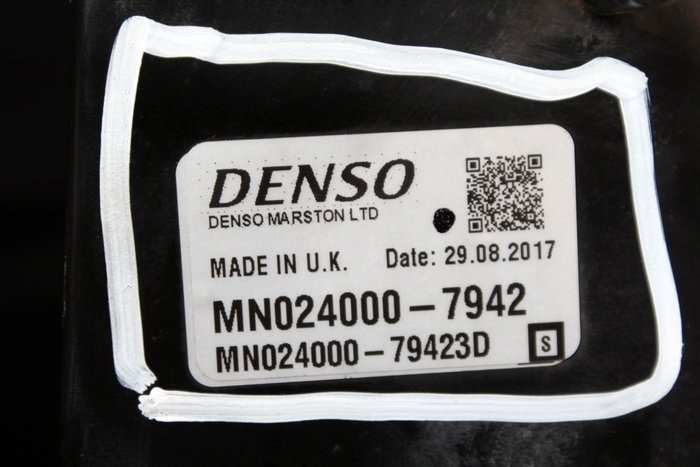 DENSO
DENSO MARSTON LTD
MADE IN U.K. Date: 29.08.2017
MN024000-7942
MN024000-79423D S